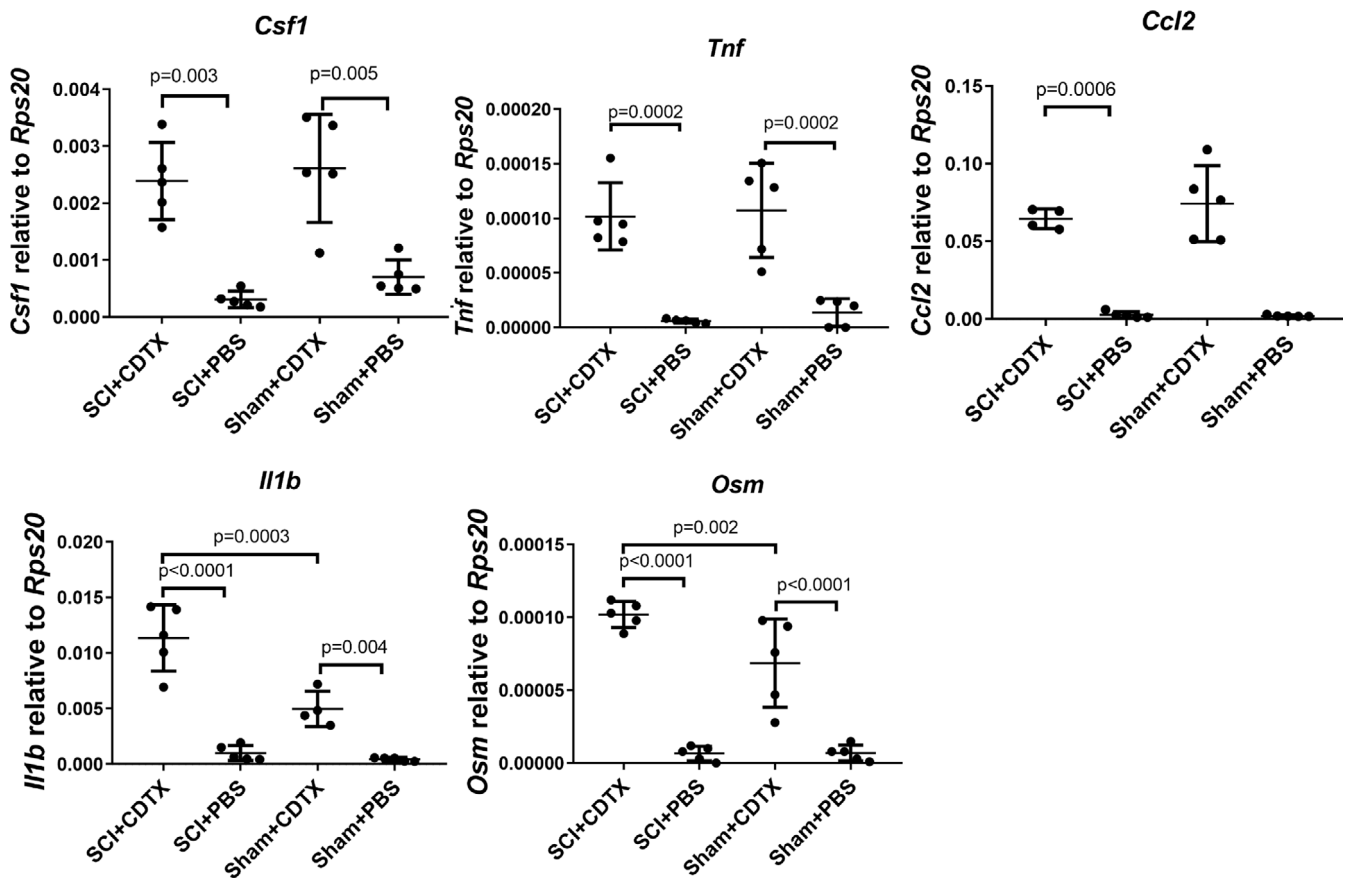 Csf1
Csf1 relative to Rps20
p=0.003
p=0.005
0.004
0.003
0.002
0.001
0.000
SCI+CDTX
SCI+PBS
Sham+CDTX
Sham+PBS
Tnf
Tnf relative to Rps20
p=0.0002
p=0.0002
0.00020
0.00015
0.00010
0.00005
0.00000
SCI+CDTX
SCI+PBS
Sham+CDTX
Sham+PBS
Ccl2
Ccl2 relative to Rps20
p=0.0006
0.15
0.10
0.05
0.00
SCI+CDTX
SCI+PBS
Sham+CDTX
Sham+PBS
Il1b
Il1b relative to Rps20
p=0.0003
p<0.0001
p=0.004
0.020
0.015
0.010
0.005
0.000
SCI+CDTX
SCI+PBS
Sham+CDTX
Sham+PBS
Osm
Osm relative to Rps20
p=0.002
p<0.0001
p<0.0001
0.00015
0.00010
0.00005
0.00000
SCI+CDTX
SCI+PBS
Sham+CDTX
Sham+PBS